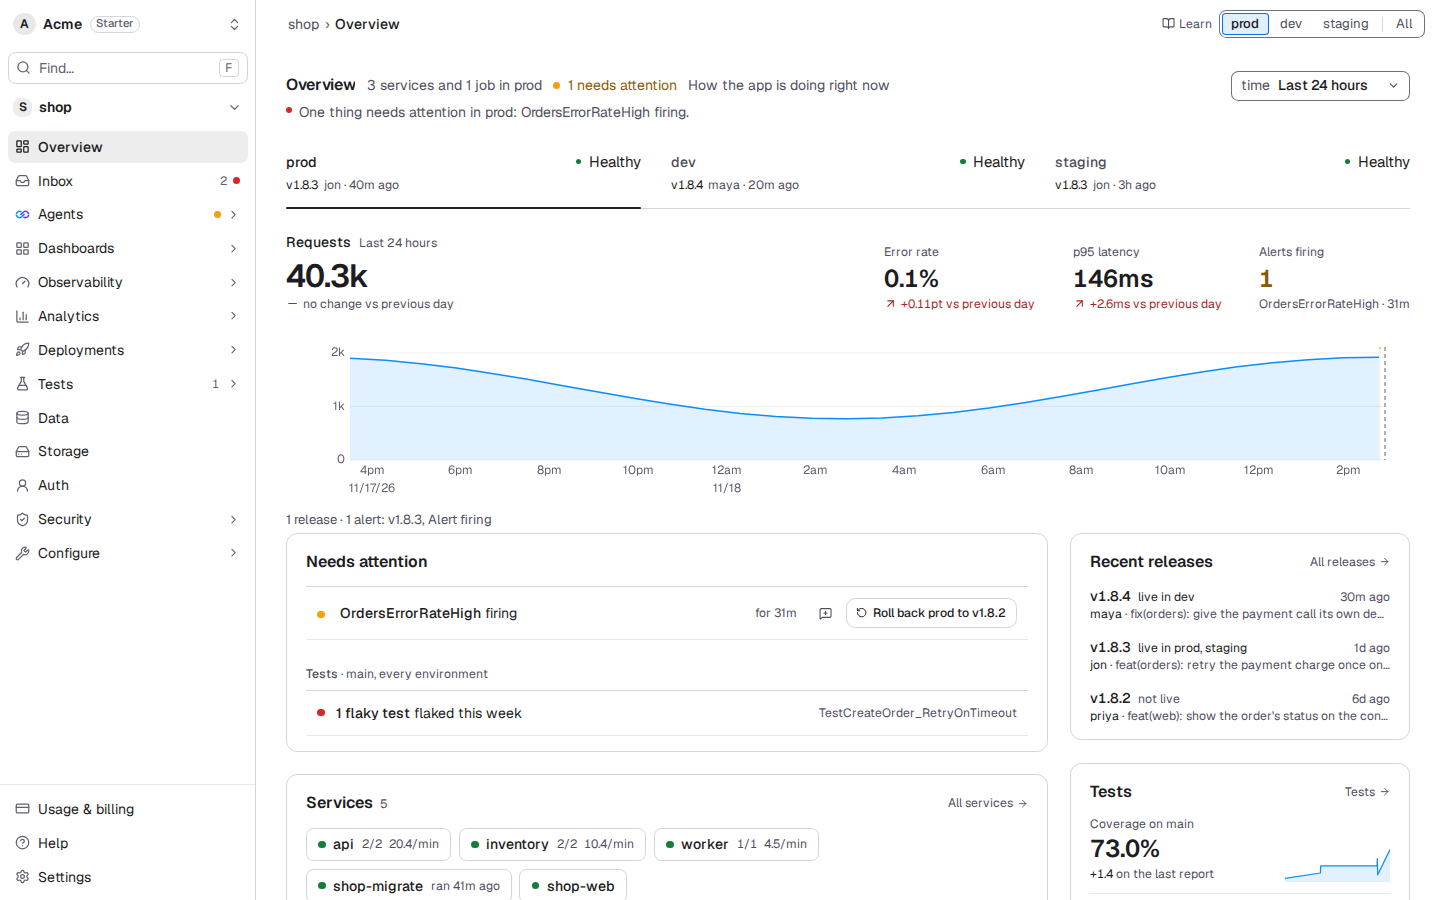 A Acme Starter
Find... F
S shop
Overview
Inbox 2
Agents
Dashboards
Observability
Analytics
Deployments
Tests 1
Data
Storage
Auth
Security
Configure
Usage & billing
Help
Settings
shop › Overview
Learn prod dev staging All
Overview 3 services and 1 job in prod 1 needs attention How the app is doing right now
time Last 24 hours
One thing needs attention in prod: OrdersErrorRateHigh firing.
prod Healthy
v1.8.3 jon · 40m ago
dev Healthy
v1.8.4 maya · 20m ago
staging Healthy
v1.8.3 jon · 3h ago
Requests Last 24 hours
40.3k
— no change vs previous day
Error rate
0.1%
↗ +0.11pt vs previous day
p95 latency
146ms
↗ +2.6ms vs previous day
Alerts firing
1
OrdersErrorRateHigh · 31m
2k
1k
0
4pm 6pm 8pm 10pm 12am 2am 4am 6am 8am 10am 12pm 2pm
11/17/26 11/18
1 release · 1 alert: v1.8.3, Alert firing
Needs attention
OrdersErrorRateHigh firing for 31m Roll back prod to v1.8.2
Tests · main, every environment
1 flaky test flaked this week TestCreateOrder_RetryOnTimeout
Services 5 All services →
api 2/2 20.4/min
inventory 2/2 10.4/min
worker 1/1 4.5/min
shop-migrate ran 41m ago
shop-web
Recent releases All releases →
v1.8.4 live in dev 30m ago
maya · fix(orders): give the payment call its own de...
v1.8.3 live in prod, staging 1d ago
jon · feat(orders): retry the payment charge once on...
v1.8.2 not live 6d ago
priya · feat(web): show the order's status on the con...
Tests Tests →
Coverage on main
73.0%
+1.4 on the last report